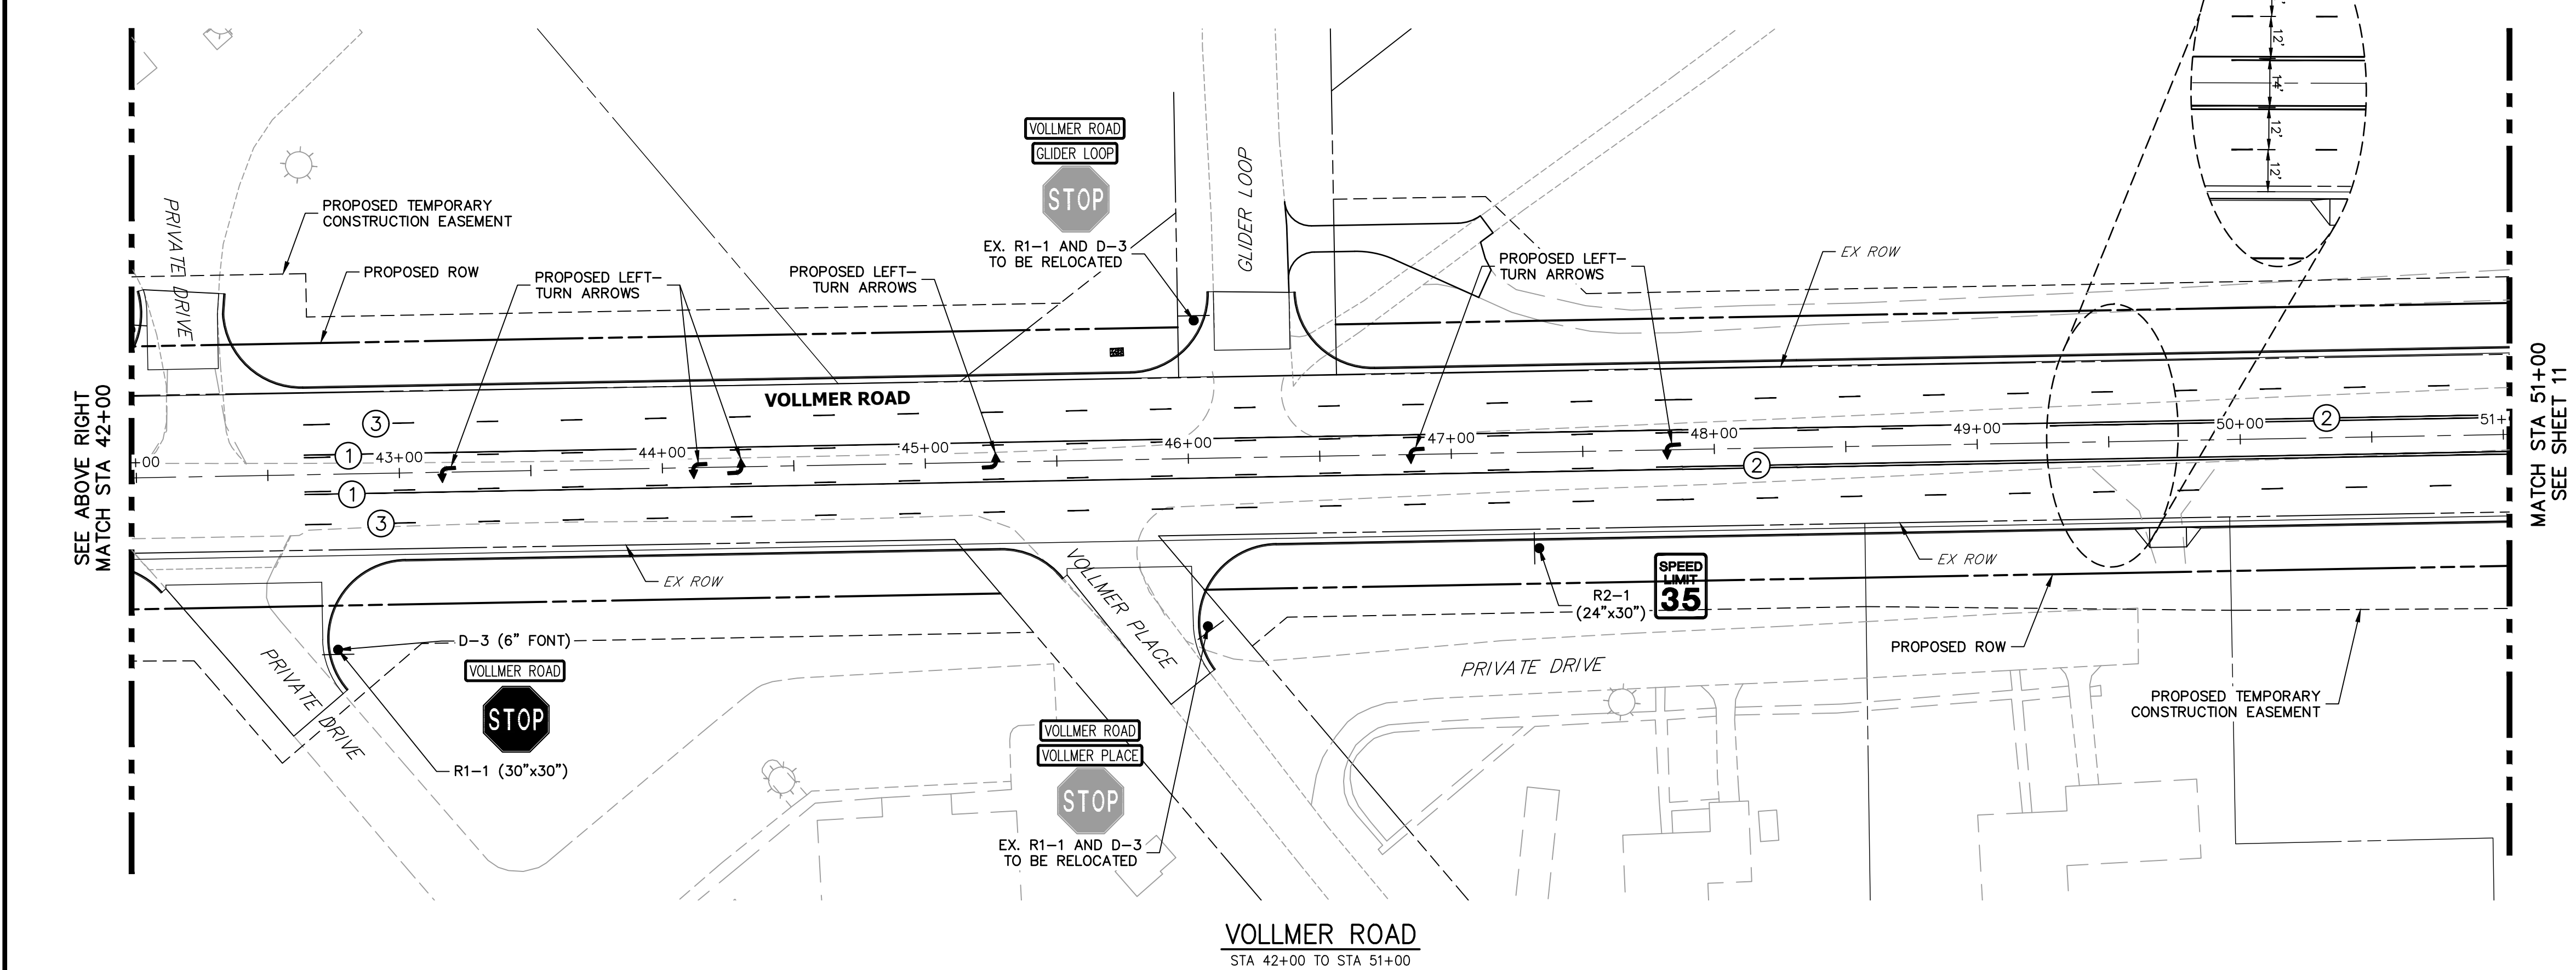 12'
14'
12'
12'
VOLLMER ROAD
GLIDER LOOP
STOP
EX. R1-1 AND D-3
TO BE RELOCATED
GLIDER LOOP
PRIVATE DRIVE
PROPOSED TEMPORARY
CONSTRUCTION EASEMENT
PROPOSED ROW
PROPOSED LEFT-
TURN ARROWS
PROPOSED LEFT-
TURN ARROWS
PROPOSED LEFT-
TURN ARROWS
EX ROW
SEE ABOVE RIGHT
MATCH STA 42+00
MATCH STA 51+00
SEE SHEET 11
VOLLMER ROAD
3
1
+00
43+00
44+00
45+00
46+00
47+00
48+00
49+00
50+00
2
51+
1
2
3
EX ROW
VOLLMER PLACE
EX ROW
R2-1
(24"x30")
SPEED
LIMIT
35
D-3 (6" FONT)
VOLLMER ROAD
STOP
R1-1 (30"x30")
PRIVATE DRIVE
PRIVATE DRIVE
PROPOSED ROW
PROPOSED TEMPORARY
CONSTRUCTION EASEMENT
VOLLMER ROAD
VOLLMER PLACE
STOP
EX. R1-1 AND D-3
TO BE RELOCATED
VOLLMER ROAD
STA 42+00 TO STA 51+00